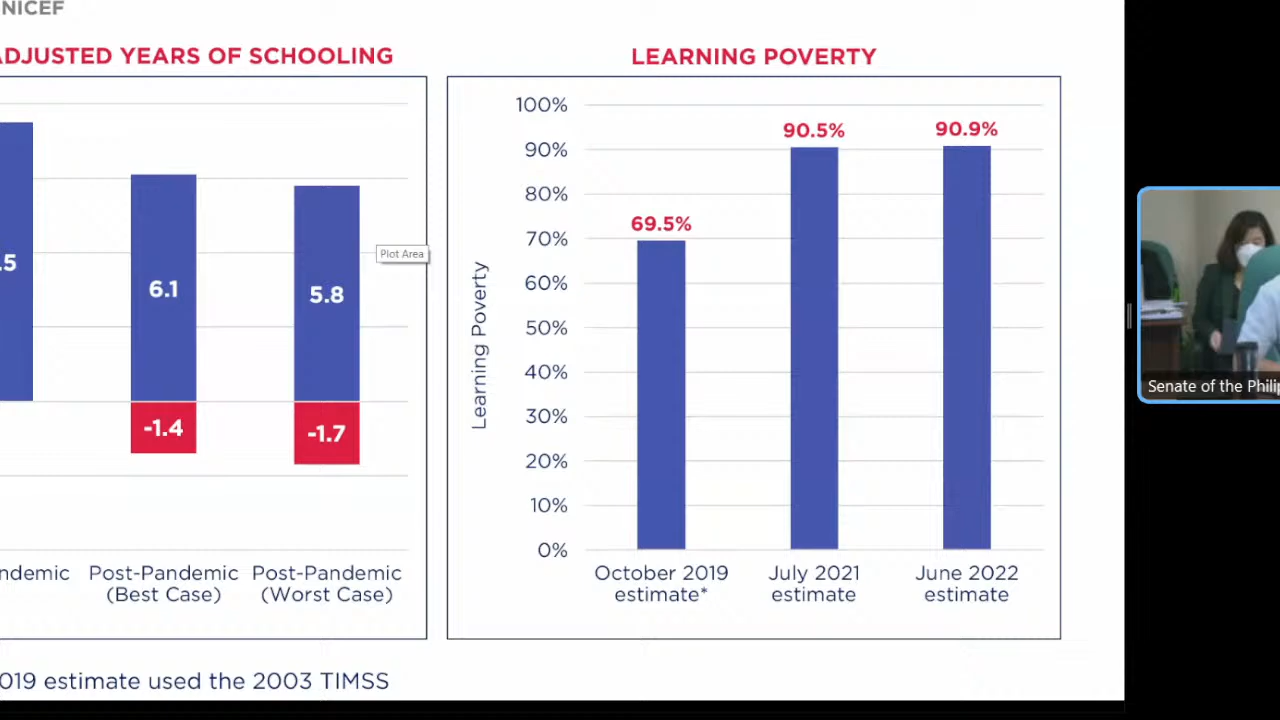 NICEF
ADJUSTED YEARS OF SCHOOLING
.5
6.1
5.8
-1.4
-1.7
Plot Area
ndemic
Post-Pandemic
(Best Case)
Post-Pandemic
(Worst Case)
LEARNING POVERTY
Learning Poverty
100%
90%
80%
70%
60%
50%
40%
30%
20%
10%
0%
69.5%
90.5%
90.9%
October 2019
estimate*
July 2021
estimate
June 2022
estimate
019 estimate used the 2003 TIMSS
Senate of the Philip